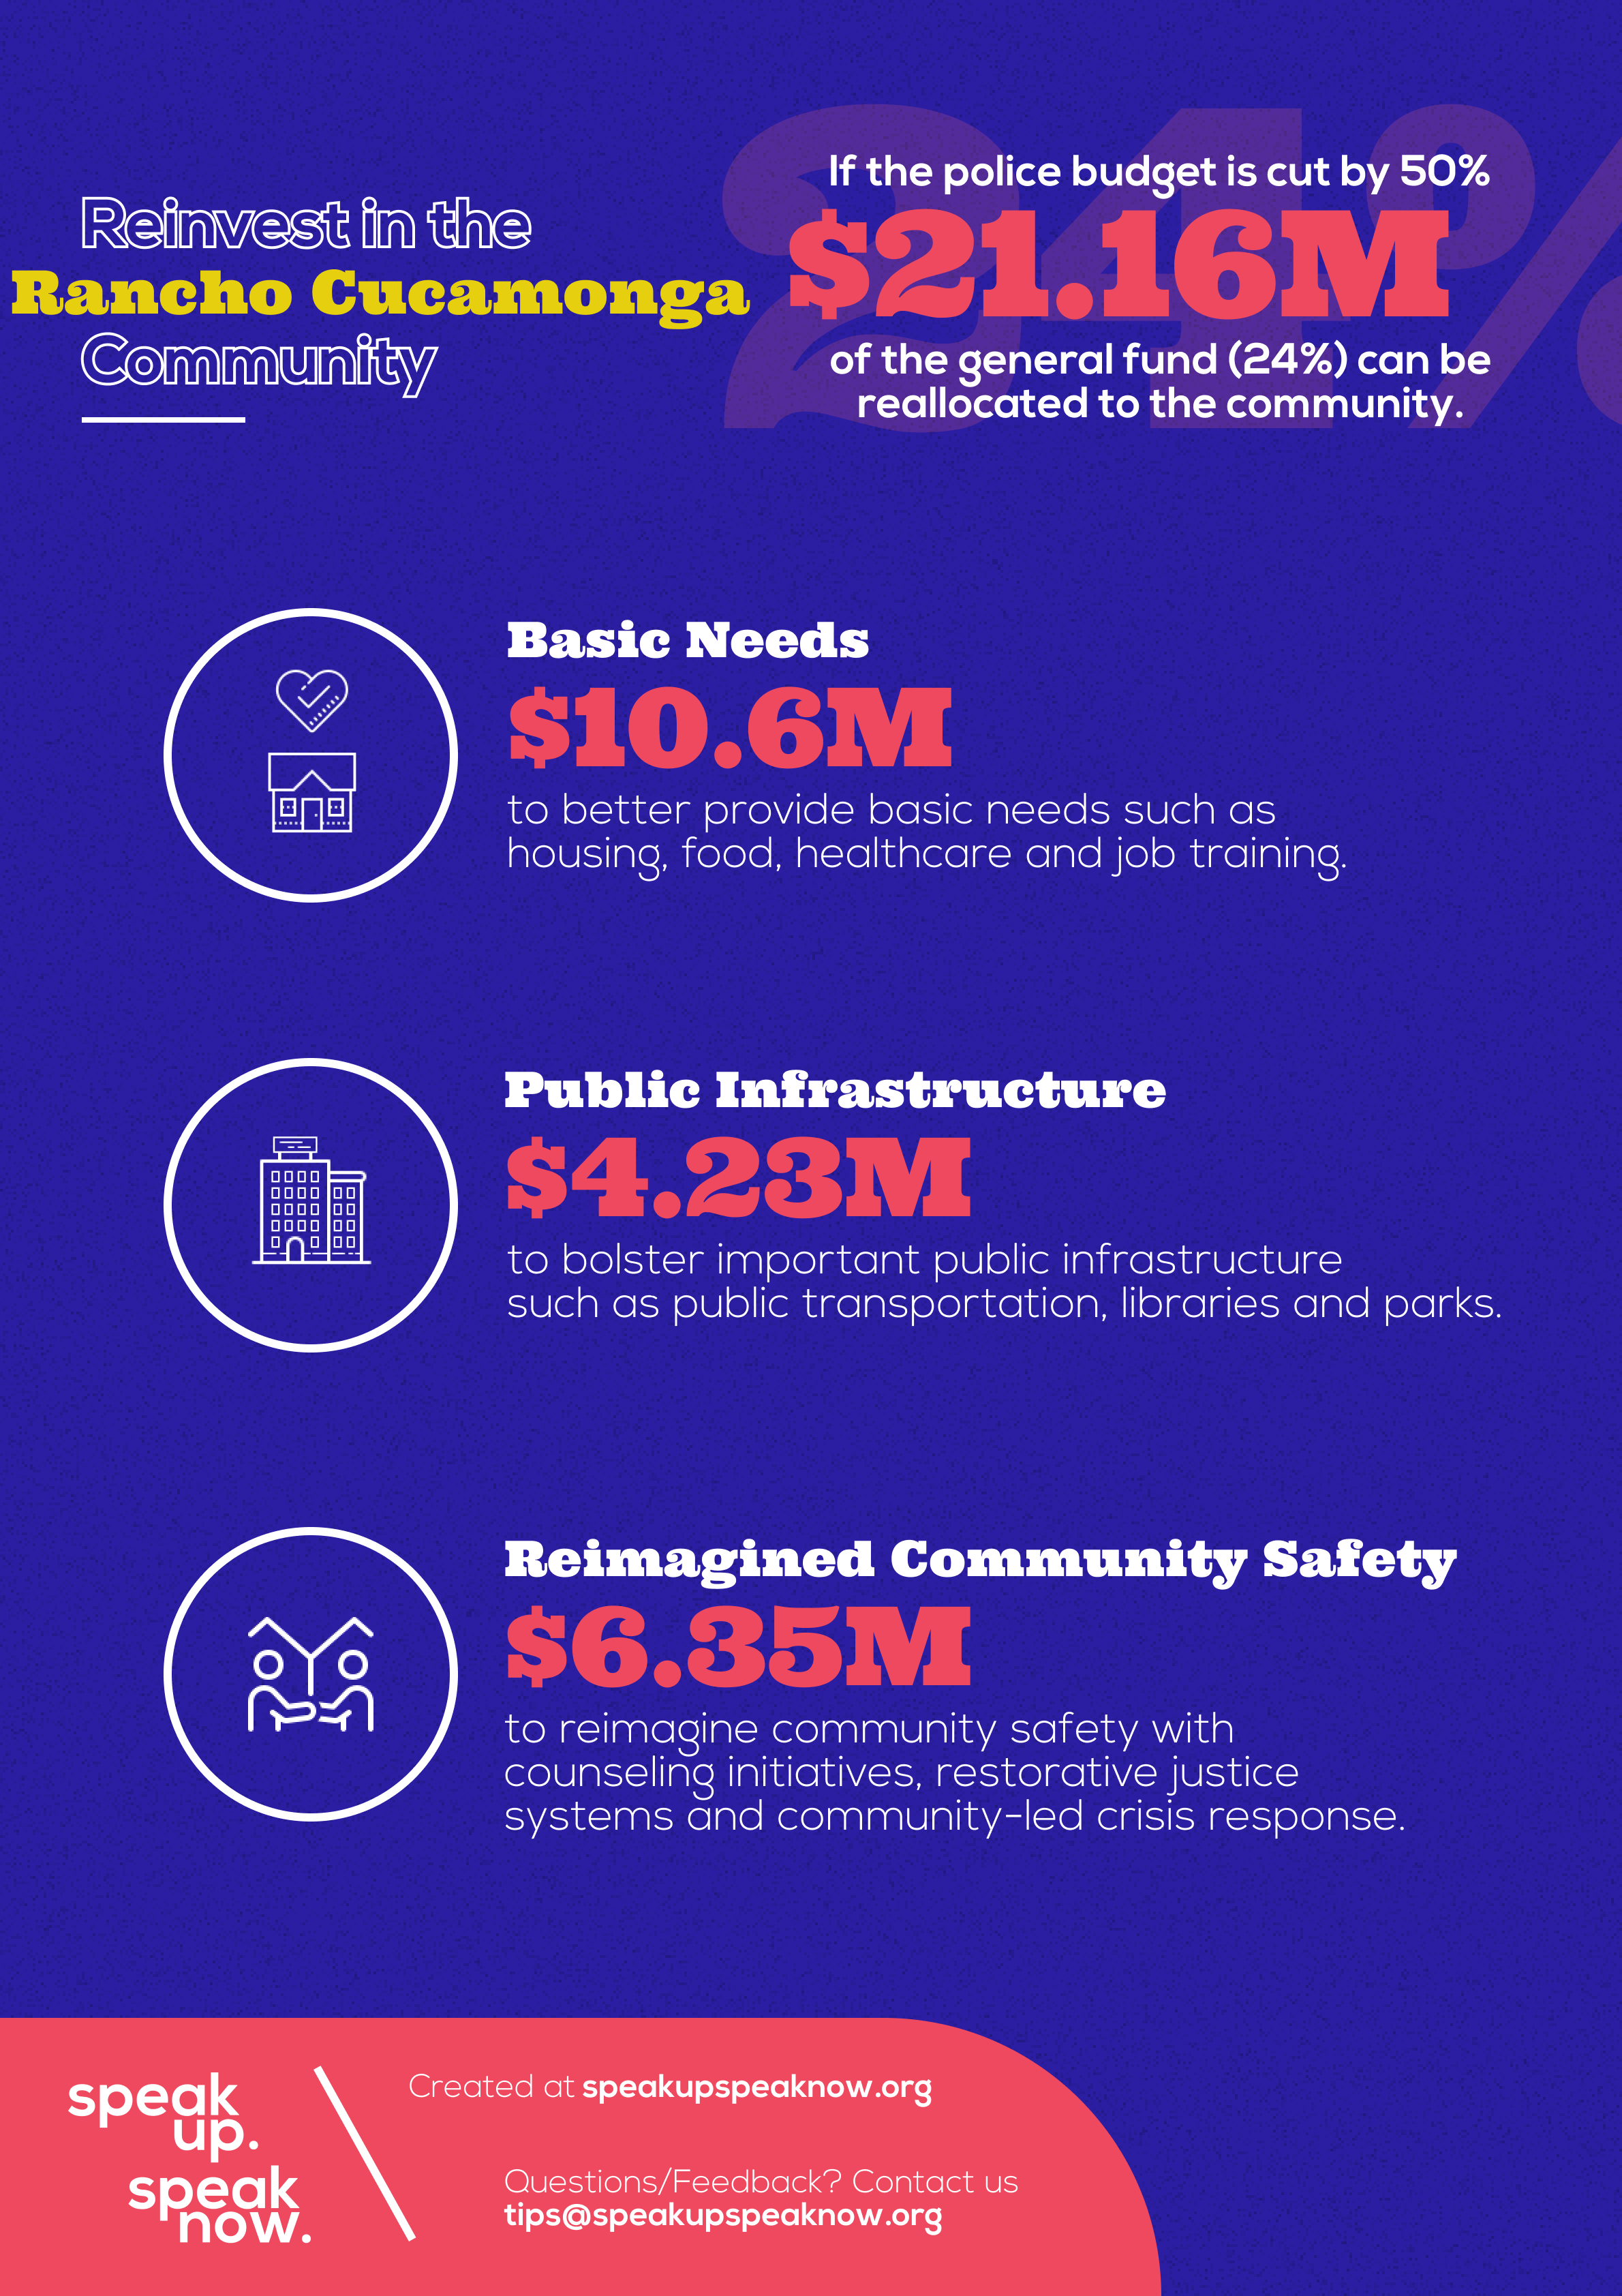 Reinvest in the
Rancho Cucamonga
Community
24%
If the police budget is cut by 50%
$21.16M
of the general fund (24%) can be
reallocated to the community.
Basic Needs
$10.6M
to better provide basic needs such as
housing, food, healthcare and job training.
Public Infrastructure
$4.23M
to bolster important public infrastructure
such as public transportation, libraries and parks.
Reimagined Community Safety
$6.35M
to reimagine community safety with
counseling initiatives, restorative justice
systems and community-led crisis response.
speak
up.
speak
now.
Created at speakupspeaknow.org
Questions/Feedback? Contact us
tips@speakupspeaknow.org